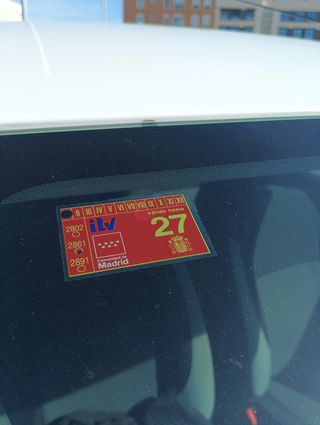 II III IV V VI VII VIII IX X XI XII
2802 itv Válido hasta
2861 27
2891 Comunidad de
Madrid